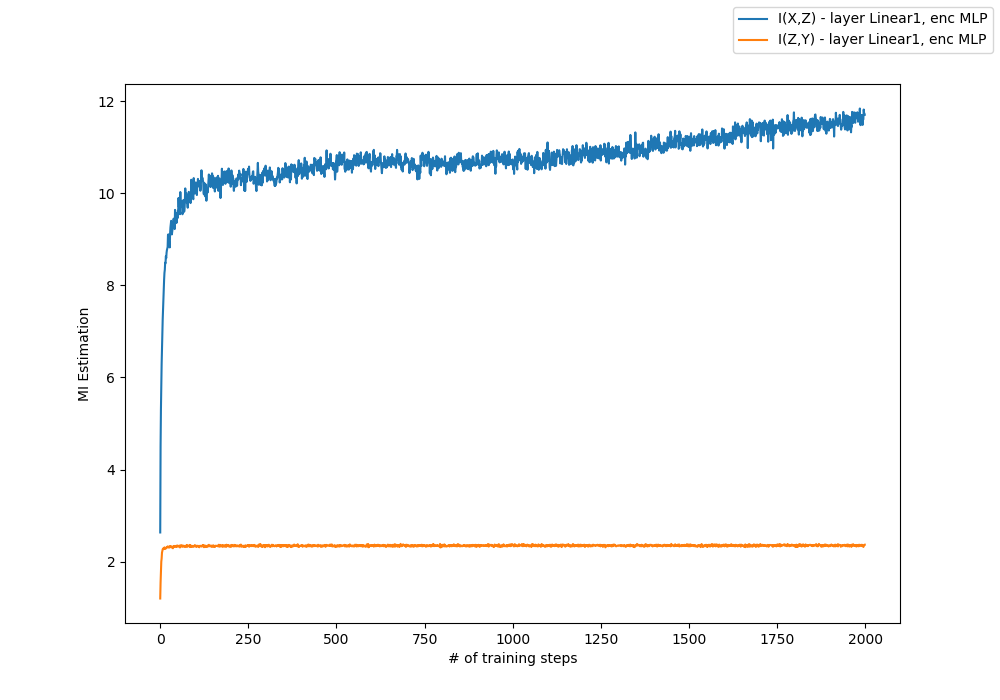 I(X,Z) - layer Linear1, enc MLP
I(Z,Y) - layer Linear1, enc MLP
12
10
8
6
4
2
MI Estimation
0 250 500 750 1000 1250 1500 1750 2000
# of training steps